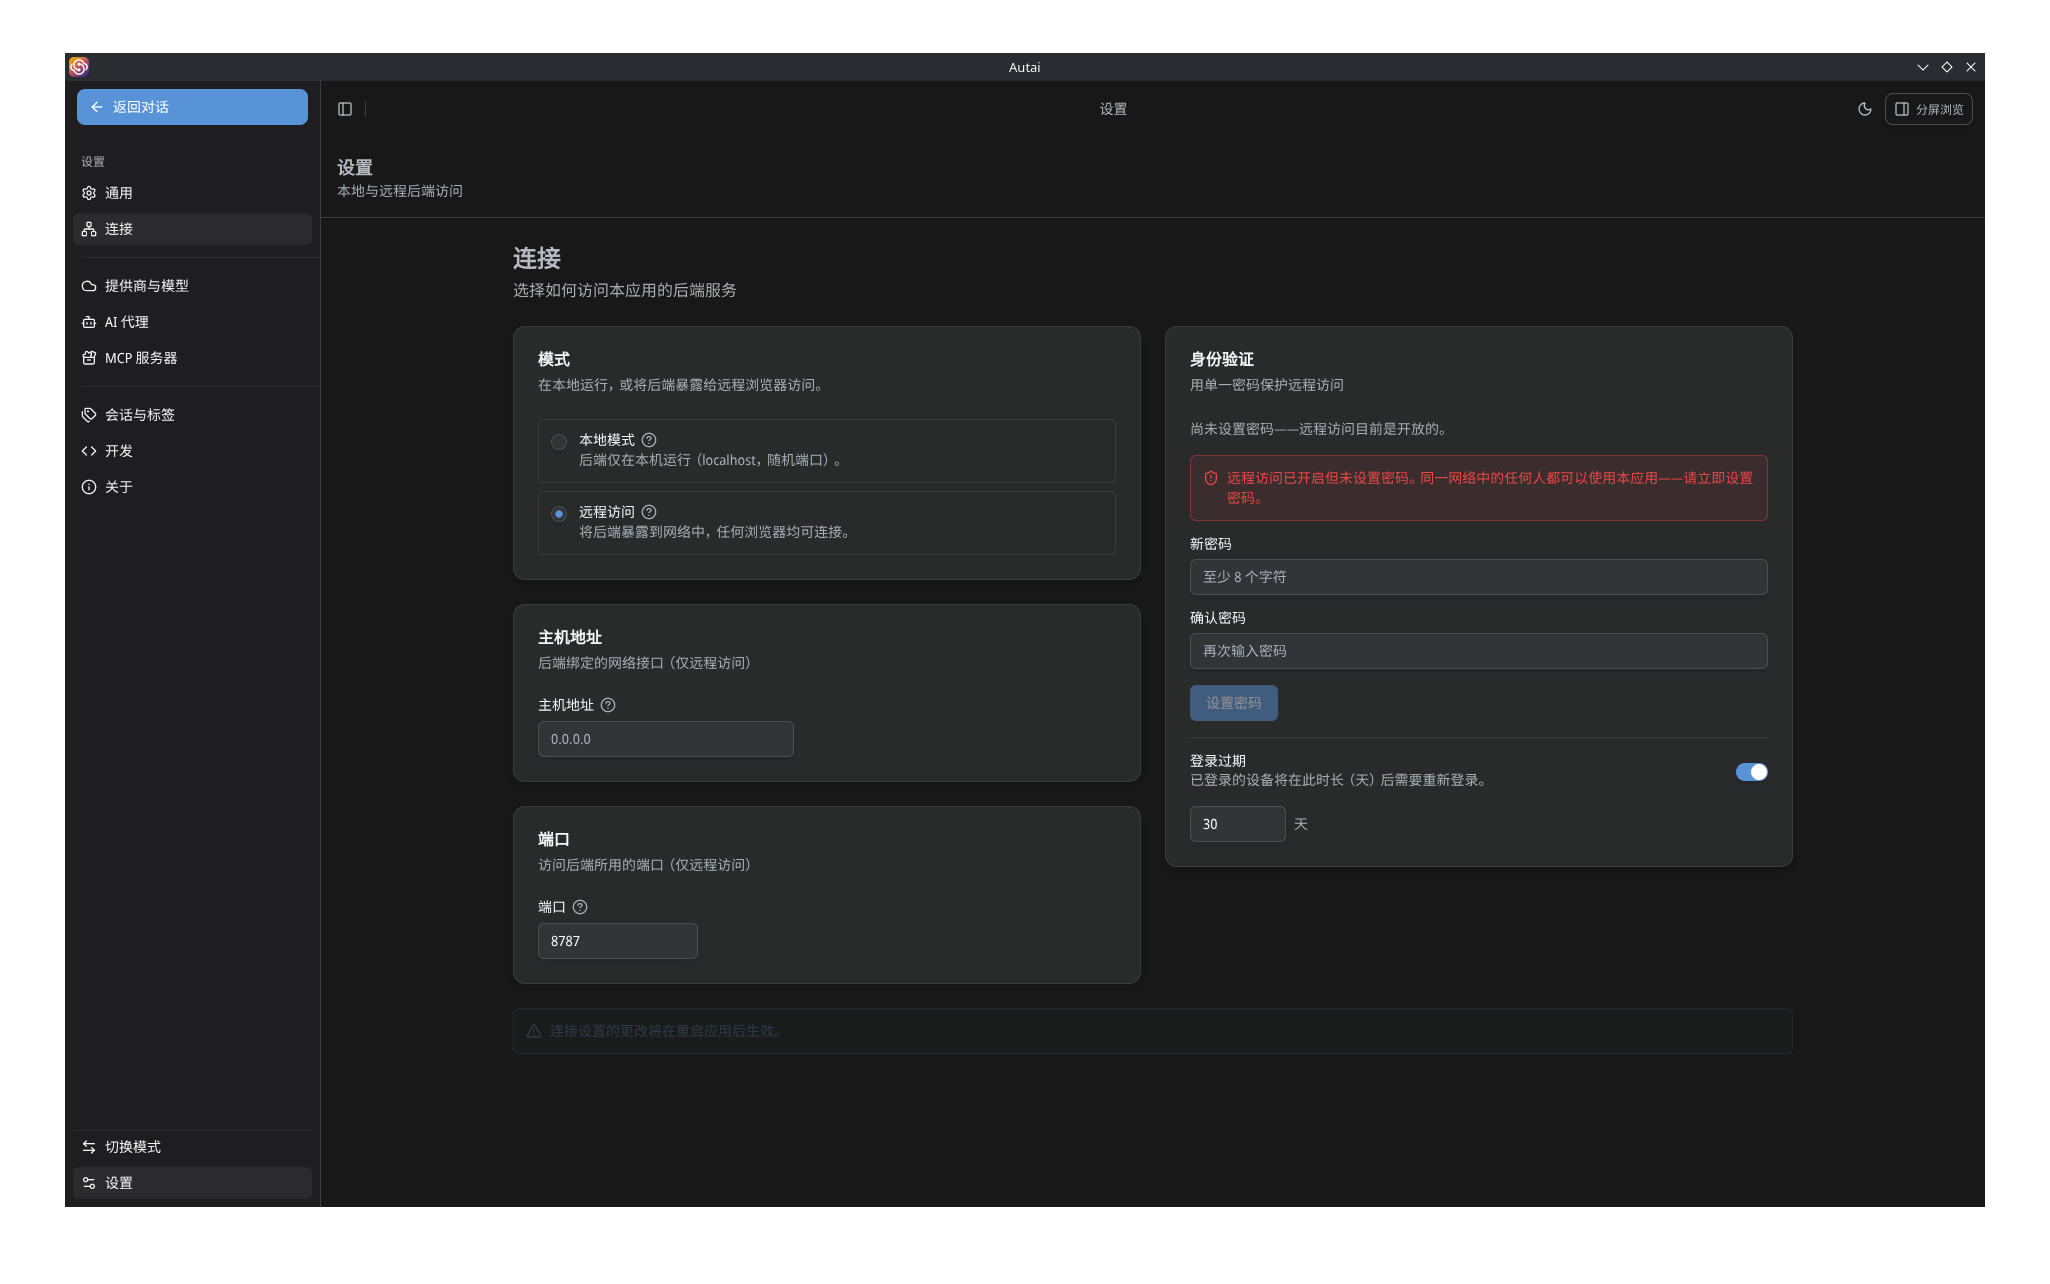 Autai
返回对话
设置
通用
连接
提供商与模型
AI 代理
MCP 服务器
会话与标签
开发
关于
切换模式
设置
设置
分屏浏览
设置
本地与远程后端访问
连接
选择如何访问本应用的后端服务
模式
在本地运行，或将后端暴露给远程浏览器访问。
本地模式
后端仅在本机运行（localhost，随机端口）。
远程访问
将后端暴露到网络中，任何浏览器均可连接。
主机地址
后端绑定的网络接口（仅远程访问）
主机地址
0.0.0.0
端口
访问后端所用的端口（仅远程访问）
端口
8787
身份验证
用单一密码保护远程访问
尚未设置密码——远程访问目前是开放的。
远程访问已开启但未设置密码。同一网络中的任何人都可以使用本应用——请立即设置
密码。
新密码
至少 8 个字符
确认密码
再次输入密码
设置密码
登录过期
已登录的设备将在此时长（天）后需要重新登录。
30
天
连接设置的更改将在重启应用后生效。